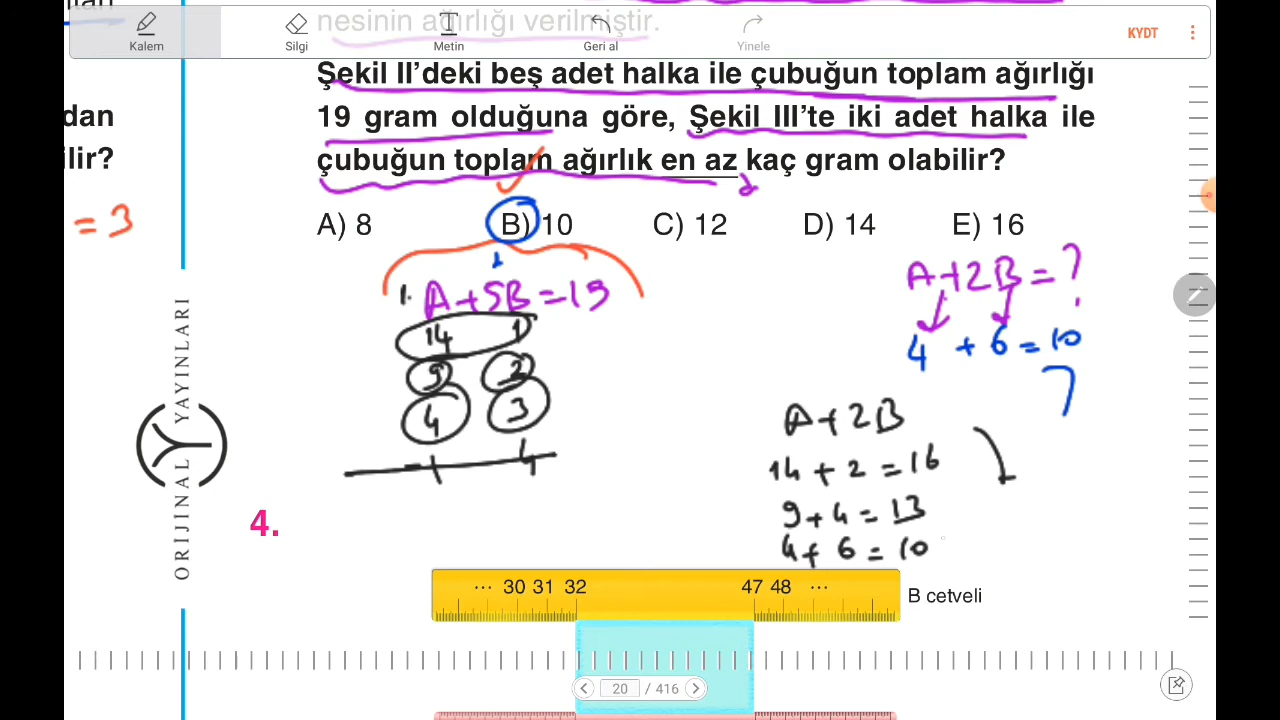 nesinin ağırlığı verilmiştir.
Kalem
Silgi
Metin
Geri al
Yinele
KYDT
Şekil II'deki beş adet halka ile çubuğun toplam ağırlığı
dan
19 gram olduğuna göre, Şekil III'te iki adet halka ile
ilir?
çubuğun toplam ağırlık en az kaç gram olabilir?
= 3
A) 8 B) 10 C) 12 D) 14 E) 16
1. A+5B=19
14 1
9 2
4 3
-1 4
A+2B=?
4 + 6 = 10
A+2B
14 + 2 = 16
9+4 = 13
4+ 6 = 10
ORIJINAL YAYINLARI
4.
... 30 31 32 47 48 ...
B cetveli
20 / 416